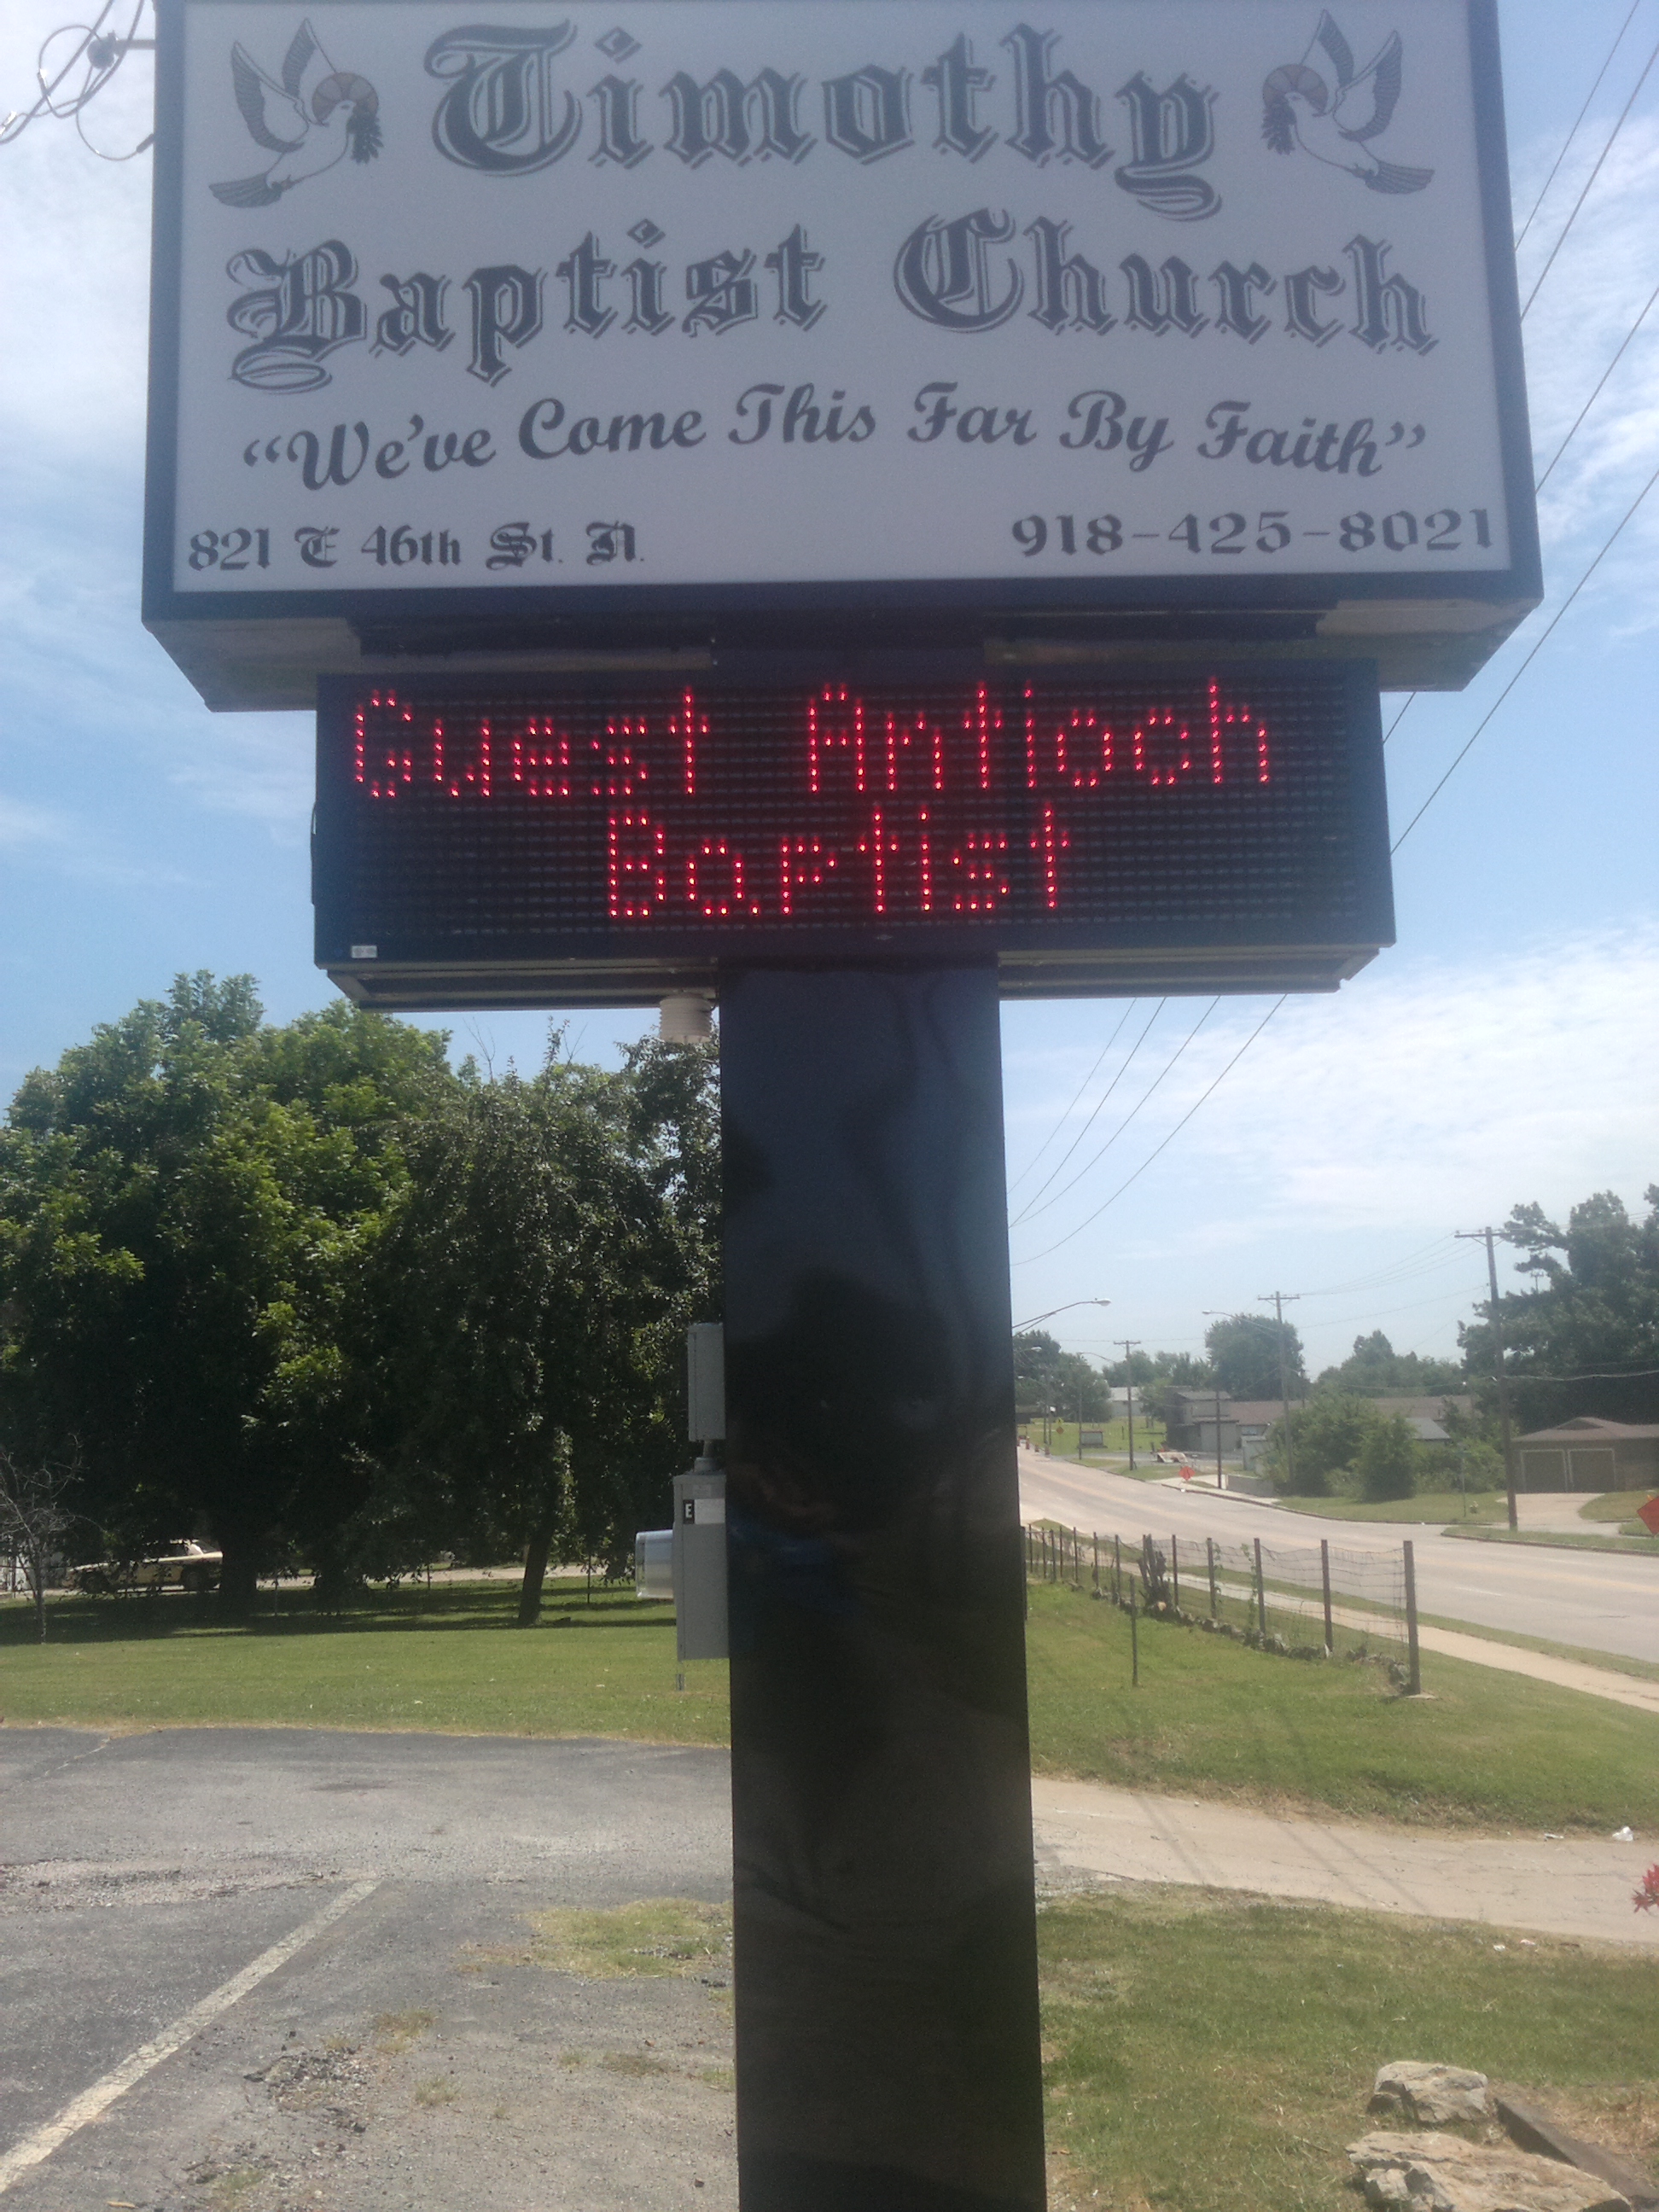 Timothy
Baptist Church
“We've Come This Far By Faith”
821 E 46th St. N. 918-425-8021
Guest Antioch
Baptist
E